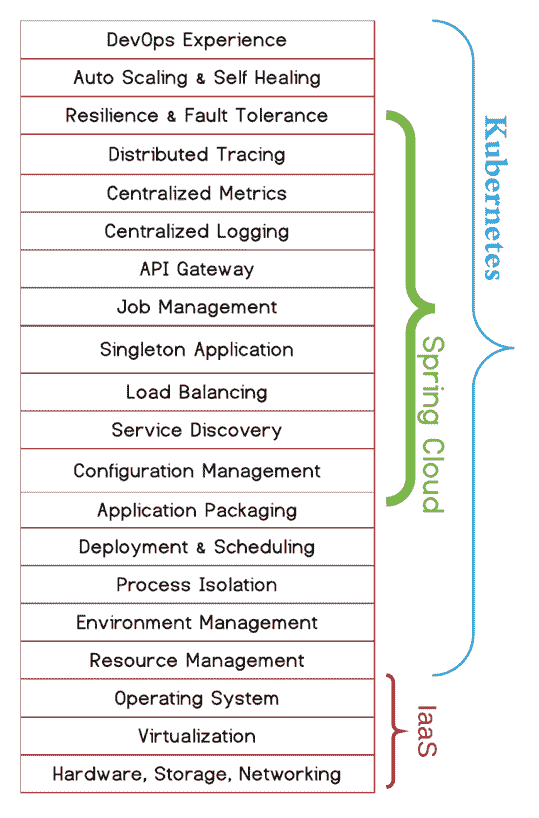 DevOps Experience
Auto Scaling & Self Healing
Resilience & Fault Tolerance
Distributed Tracing
Centralized Metrics
Centralized Logging
API Gateway
Job Management
Singleton Application
Load Balancing
Service Discovery
Configuration Management
Application Packaging
Deployment & Scheduling
Process Isolation
Environment Management
Resource Management
Operating System
Virtualization
Hardware, Storage, Networking
Kubernetes
Spring Cloud
IaaS